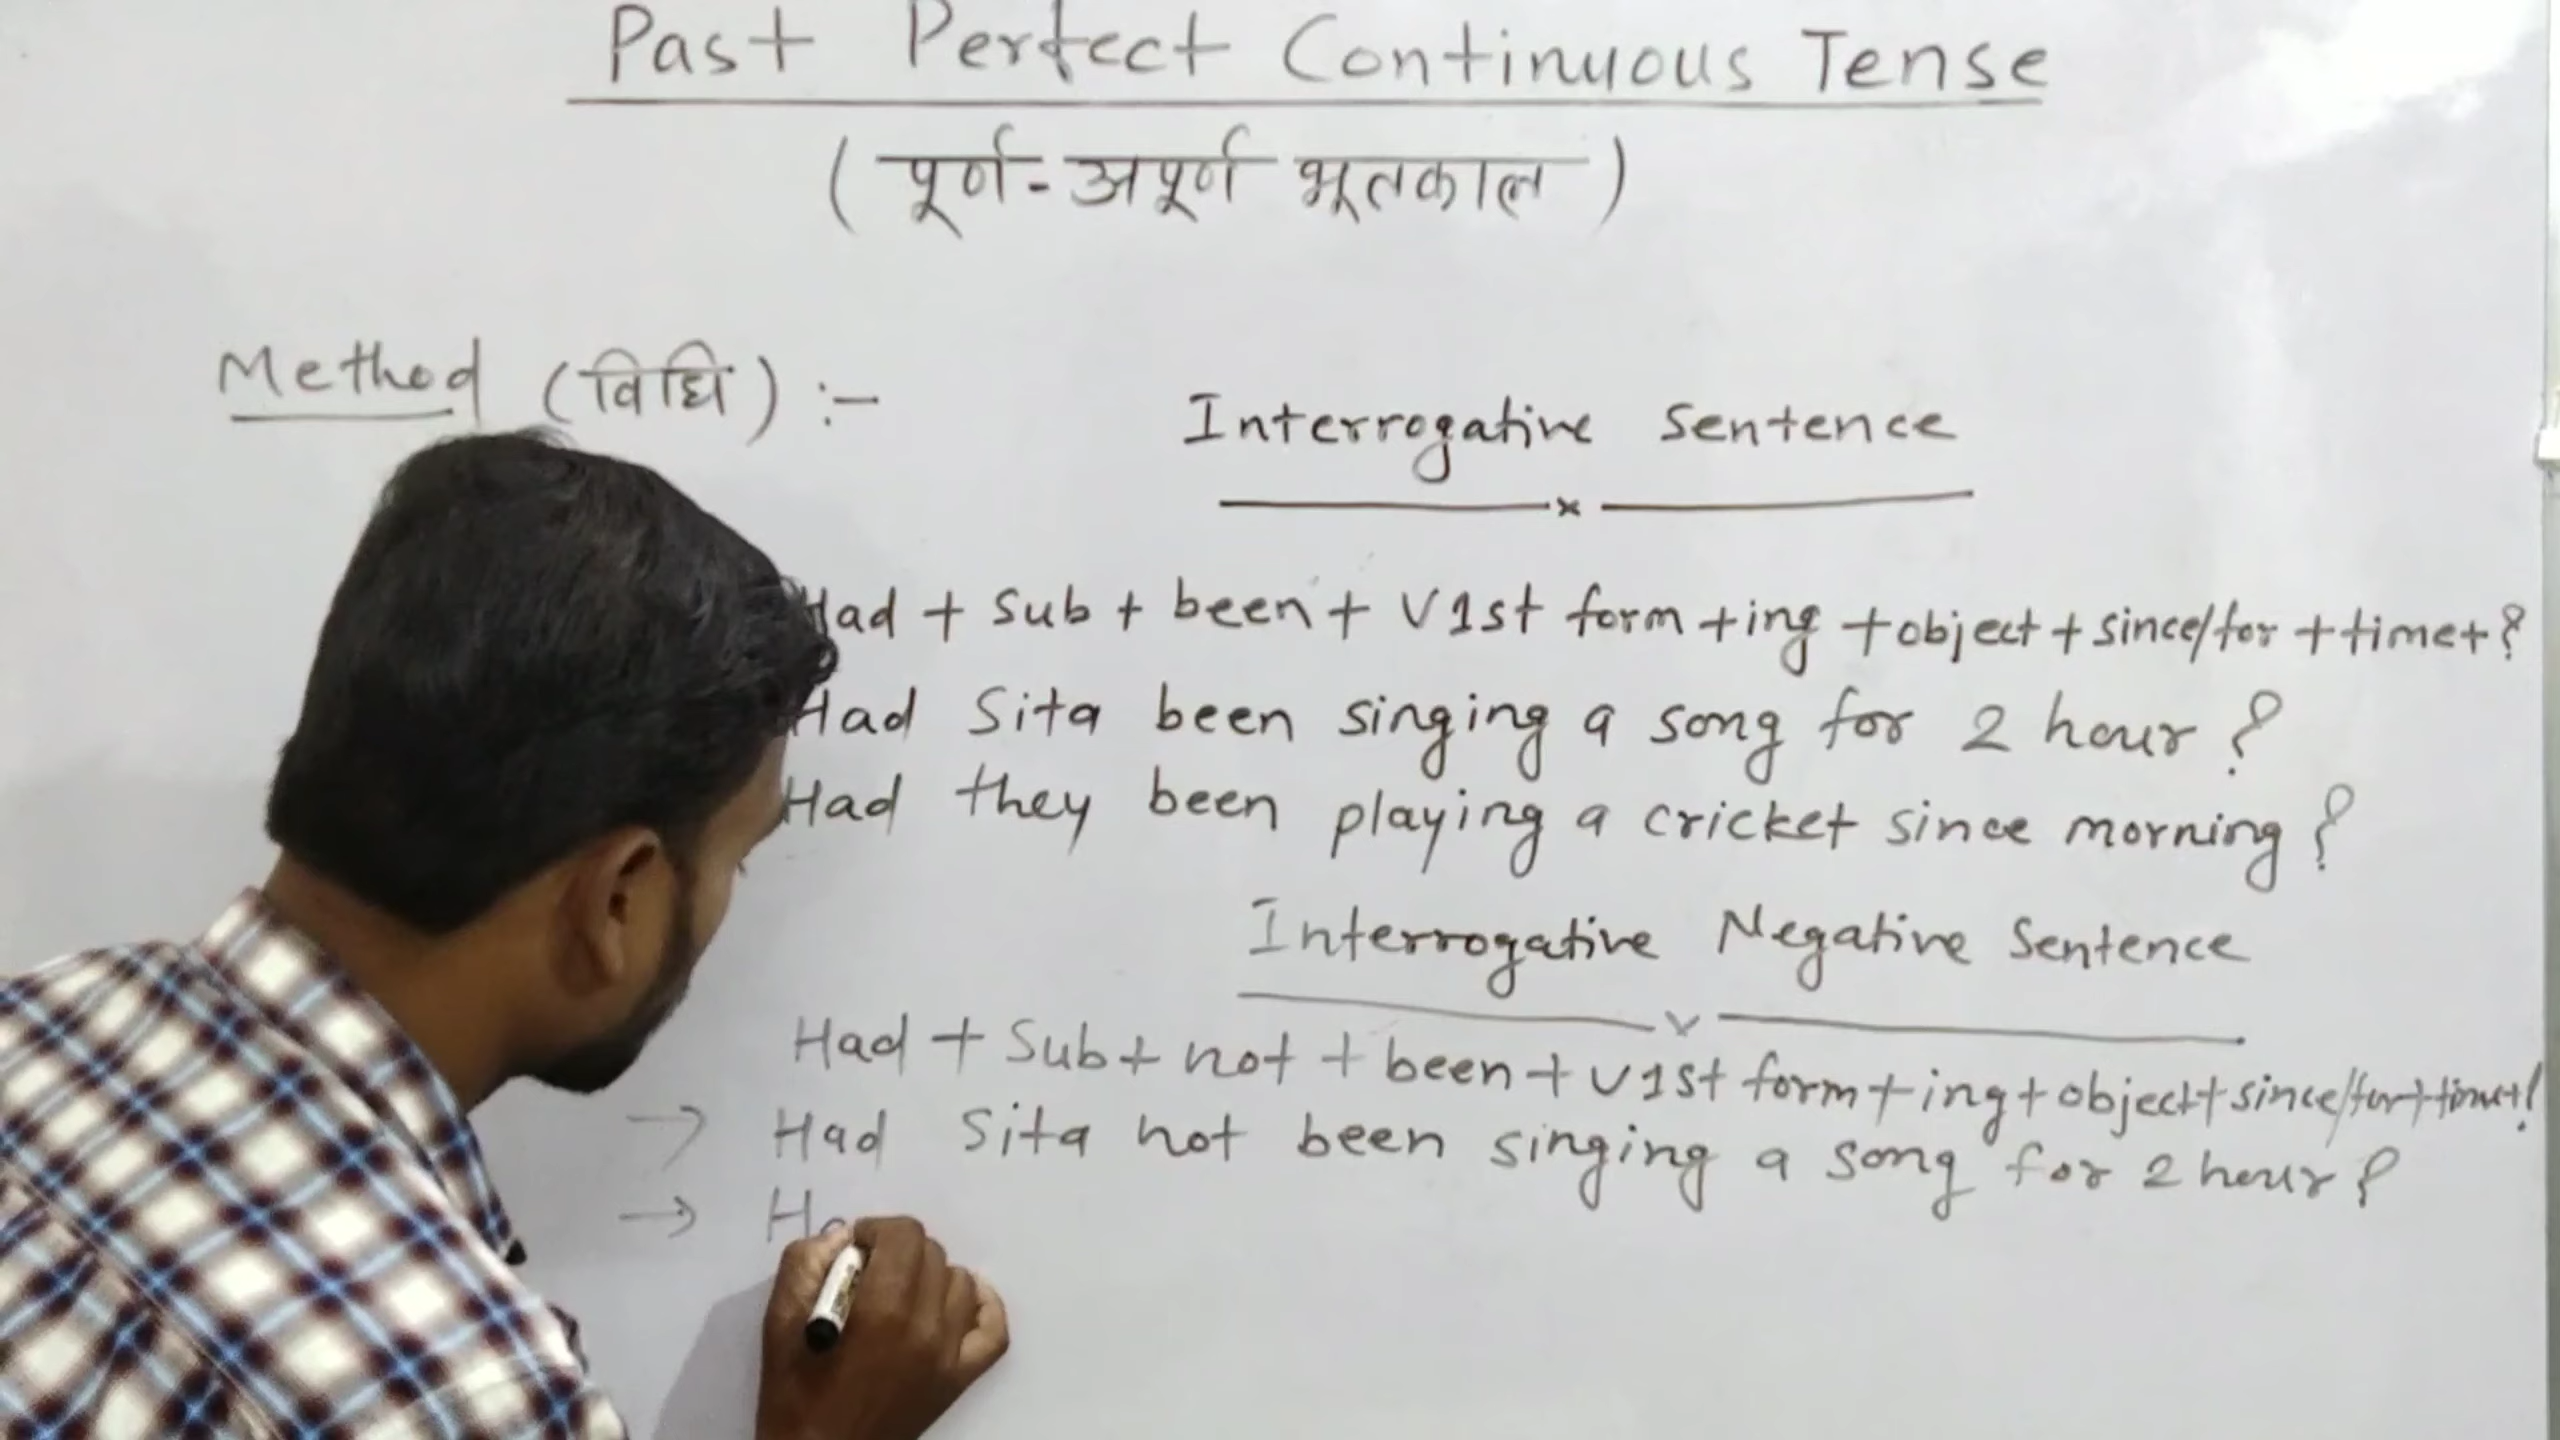 Past Perfect Continuous Tense
(पूर्ण-अपूर्ण भूतकाल)
Method (विधि) :-
Interrogative Sentence
Had + Sub + been + V1st form + ing + object + since/for + time + ?
Had Sita been singing a song for 2 hour ?
Had they been playing a cricket since morning ?
Interrogative Negative Sentence
Had + Sub + not + been + V1st form + ing + object + since/for + time + ?
→ Had Sita not been singing a song for 2 hour ?
→ Ha